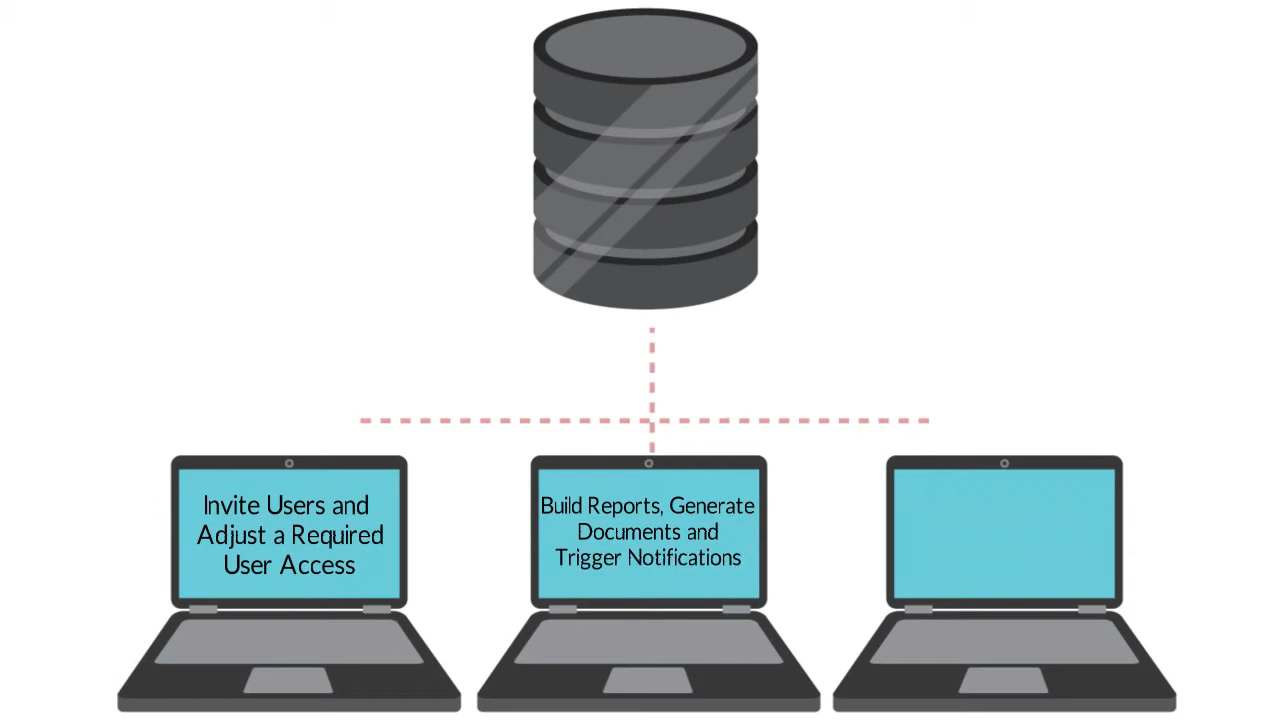 Invite Users and
Adjust a Required
User Access
Build Reports, Generate
Documents and
Trigger Notifications